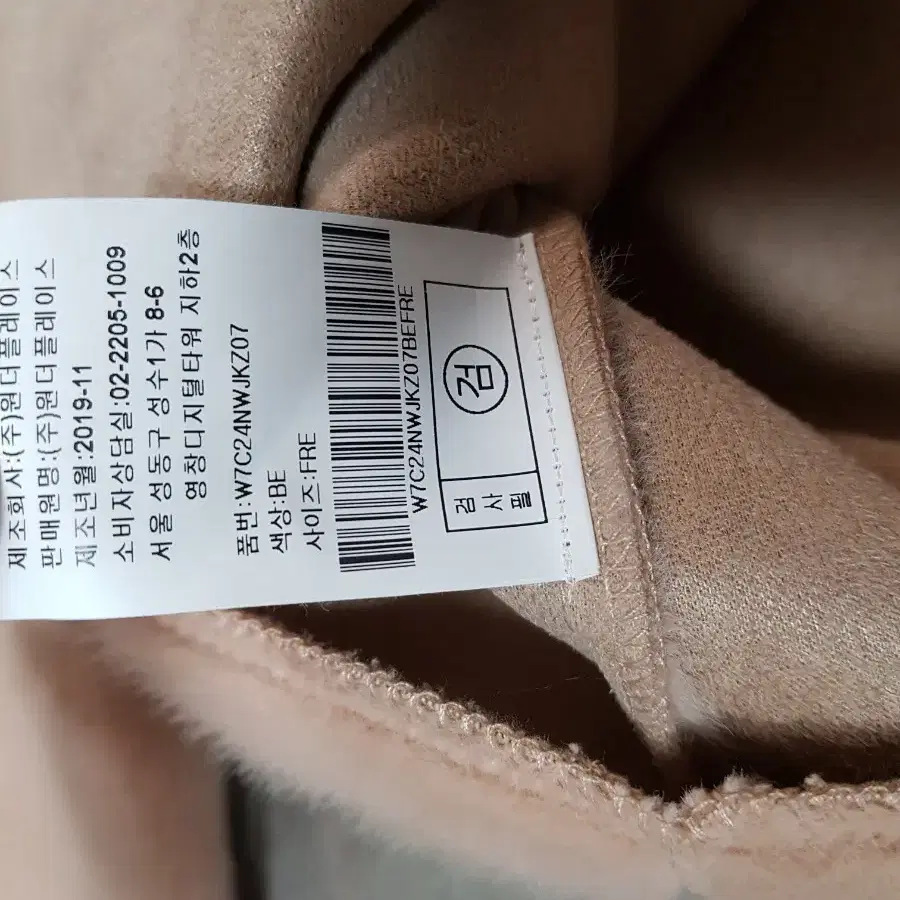 제조회사:(주)원더플레이스
판매원명:(주)원더플레이스
제조년월:2019-11
소비자상담실:02-2205-1009
서울 성동구 성수1가 8-6
영창디지털타워 지하2층
품번:W7C24NWJKZ07
색상:BE
사이즈:FRE
W7C24NWJKZ07BEFRE
검사필
검